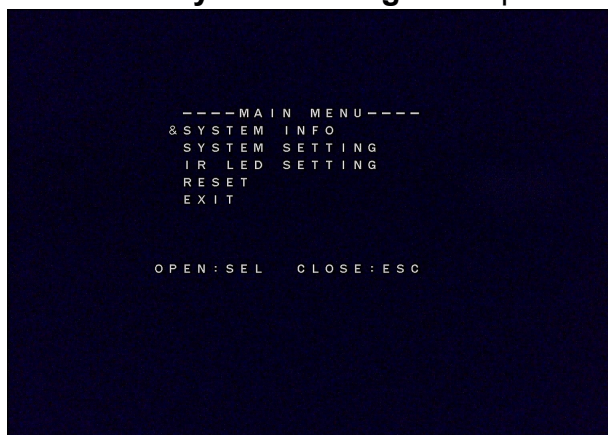 ----MAIN MENU----
&SYSTEM INFO
SYSTEM SETTING
IR LED SETTING
RESET
EXIT
OPEN:SEL CLOSE:ESC